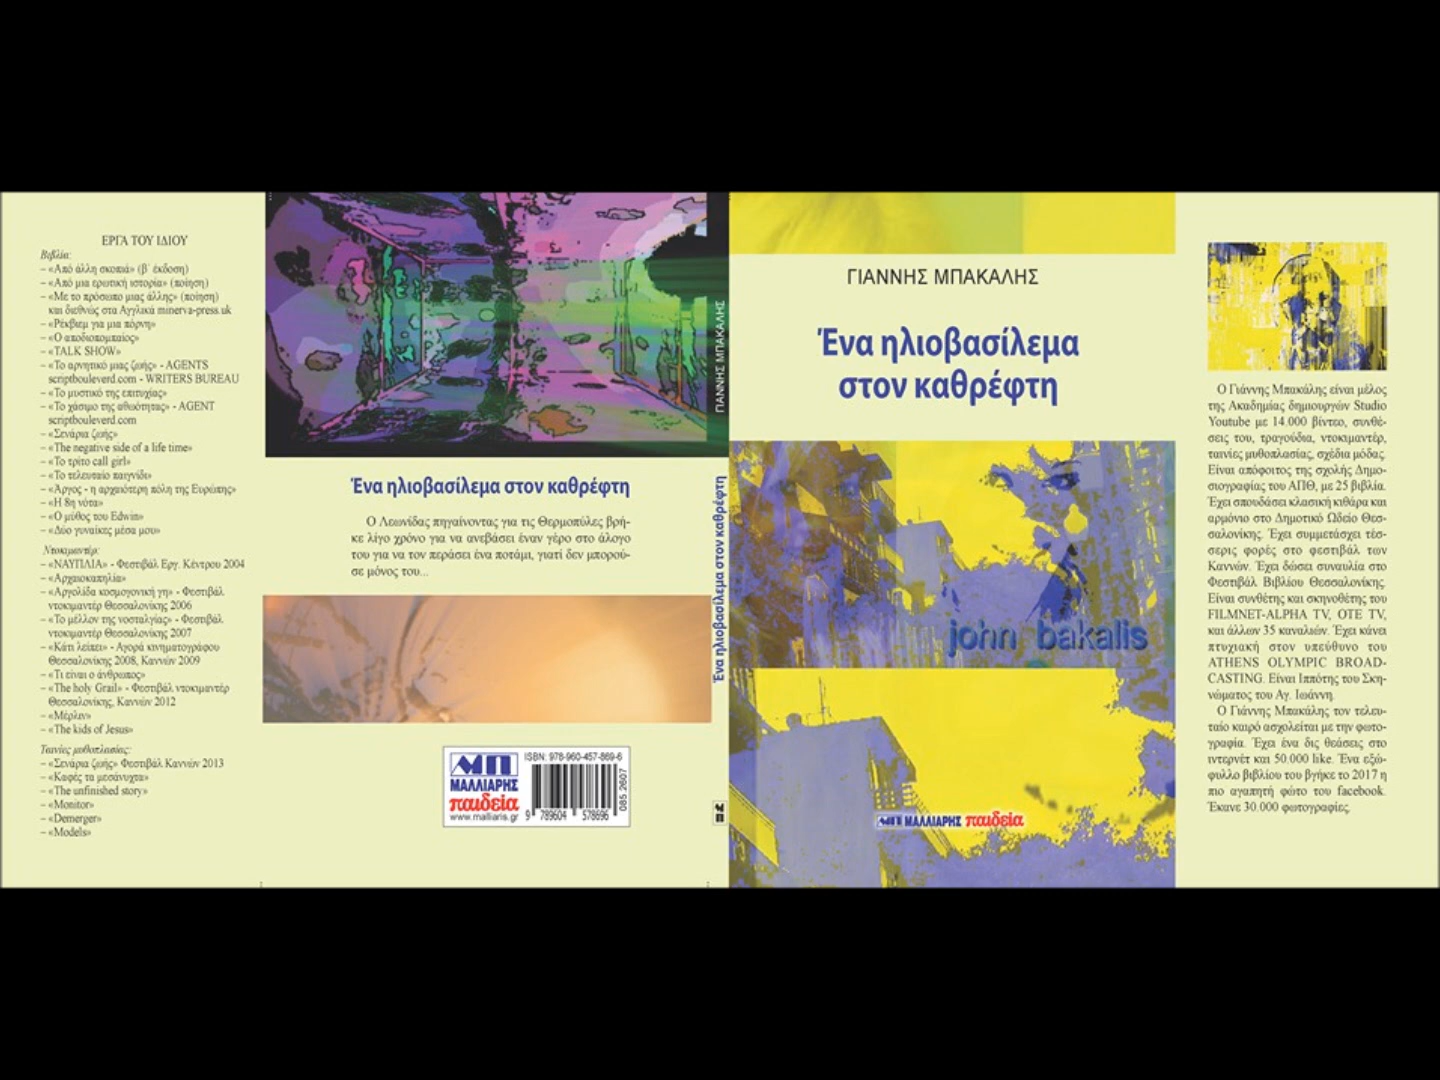 ΕΡΓΑ ΤΟΥ ΙΔΙΟΥ
Βιβλία:
– «Από άλλη σκοπιά» (β΄ έκδοση)
– «Από μια ερωτική ιστορία» (ποίηση)
– «Με το πρόσωπο μιας άλλης» (ποίηση)
και διεθνώς στα Αγγλικά minerva-press.uk
– «Ρέκβιεμ για μια πόρνη»
– «Ο αποδιοπομπαίος»
– «TALK SHOW»
– «Το αρνητικό μιας ζωής» - AGENTS
scriptbouleverd.com - WRITERS BUREAU
– «Το μυστικό της επιτυχίας»
– «Το χάσιμο της αθωότητας» - AGENT
scriptbouleverd.com
– «Σενάρια ζωής»
– «The negative side of a life time»
– «Το τρίτο call girl»
– «Το τελευταίο παιχνίδι»
– «Άργος - η αρχαιότερη πόλη της Ευρώπης»
– «Η 8η νότα»
– «Ο μύθος του Edwin»
– «Δύο γυναίκες μέσα μου»
Ντοκιμαντέρ:
– «ΝΑΥΠΛΙΑ» - Φεστιβάλ Εργ. Κέντρου 2004
– «Αρχαιοκαπηλία»
– «Αργολίδα κοσμογονική γη» - Φεστιβάλ
ντοκιμαντέρ Θεσσαλονίκης 2006
– «Το μέλλον της νοσταλγίας» - Φεστιβάλ
ντοκιμαντέρ Θεσσαλονίκης 2007
– «Κάτι λείπει» - Αγορά κινηματογράφου
Θεσσαλονίκης 2008, Καννών 2009
– «Τι είναι ο άνθρωπος»
– «The holy Grail» - Φεστιβάλ ντοκιμαντέρ
Θεσσαλονίκης, Καννών 2012
– «Μέρλιν»
– «The kids of Jesus»
Ταινίες μυθοπλασίας:
– «Σενάρια ζωής» Φεστιβάλ Καννών 2013
– «Καφές τα μεσάνυχτα»
– «The unfinished story»
– «Monitor»
– «Demerger»
– «Models»
Ένα ηλιοβασίλεμα στον καθρέφτη
Ο Λεωνίδας πηγαίνοντας για τις Θερμοπύλες βρή-
κε λίγο χρόνο για να ανεβάσει έναν γέρο στο άλογο
του για να τον περάσει ένα ποτάμι, γιατί δεν μπορού-
σε μόνος του...
ΜΠ
ΜΑΛΛΙΑΡΗΣ
παιδεία
www.malliaris.gr
ISBN: 978-960-457-869-6
9 789604 578696
085 2607
ΓΙΑΝΝΗΣ ΜΠΑΚΑΛΗΣ
Ένα ηλιοβασίλεμα στον καθρέφτη
ΜΠ
ΓΙΑΝΝΗΣ ΜΠΑΚΑΛΗΣ
Ένα ηλιοβασίλεμα
στον καθρέφτη
john bakalis
ΜΠ ΜΑΛΛΙΑΡΗΣ παιδεία
Ο Γιάννης Μπακάλης είναι μέλος
της Ακαδημίας δημιουργών Studio
Youtube με 14.000 βίντεο, συνθέ-
σεις του, τραγούδια, ντοκιμαντέρ,
ταινίες μυθοπλασίας, σχέδια μόδας.
Είναι απόφοιτος της σχολής Δημο-
σιογραφίας του ΑΠΘ, με 25 βιβλία.
Έχει σπουδάσει κλασική κιθάρα και
αρμόνιο στο Δημοτικό Ωδείο Θεσ-
σαλονίκης. Έχει συμμετάσχει τέσ-
σερις φορές στο φεστιβάλ των
Καννών. Έχει δώσει συναυλία στο
Φεστιβάλ Βιβλίου Θεσσαλονίκης.
Είναι συνθέτης και σκηνοθέτης του
FILMNET-ALPHA TV, OTE TV,
και άλλων 35 καναλιών. Έχει κάνει
πτυχιακή στον υπεύθυνο του
ATHENS OLYMPIC BROAD-
CASTING. Είναι Ιππότης του Σκη-
νώματος του Αγ. Ιωάννη.
Ο Γιάννης Μπακάλης τον τελευ-
ταίο καιρό ασχολείται με την φωτο-
γραφία. Έχει ένα δις θεάσεις στο
ιντερνέτ και 50.000 like. Ένα εξώ-
φυλλο βιβλίου του βγήκε το 2017 η
πιο αγαπητή φώτο του facebook.
Έκανε 30.000 φωτογραφίες.